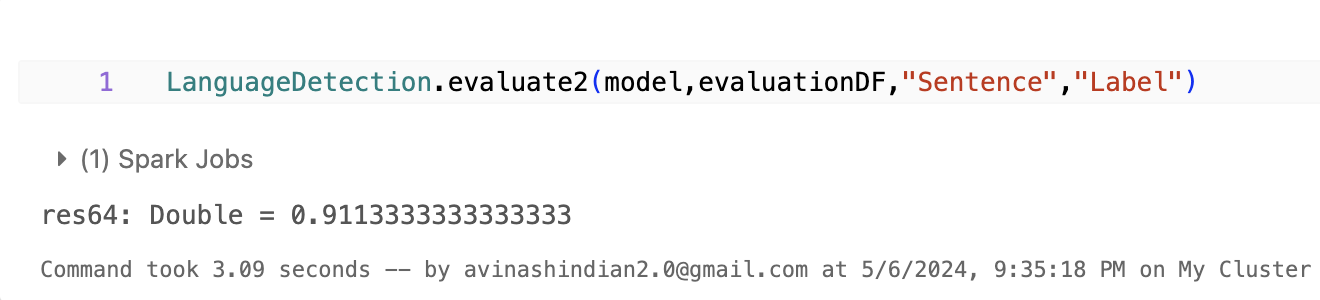 1 LanguageDetection.evaluate2(model,evaluationDF,"Sentence","Label")
(1) Spark Jobs
res64: Double = 0.9113333333333333
Command took 3.09 seconds -- by avinashindian2.0@gmail.com at 5/6/2024, 9:35:18 PM on My Cluster